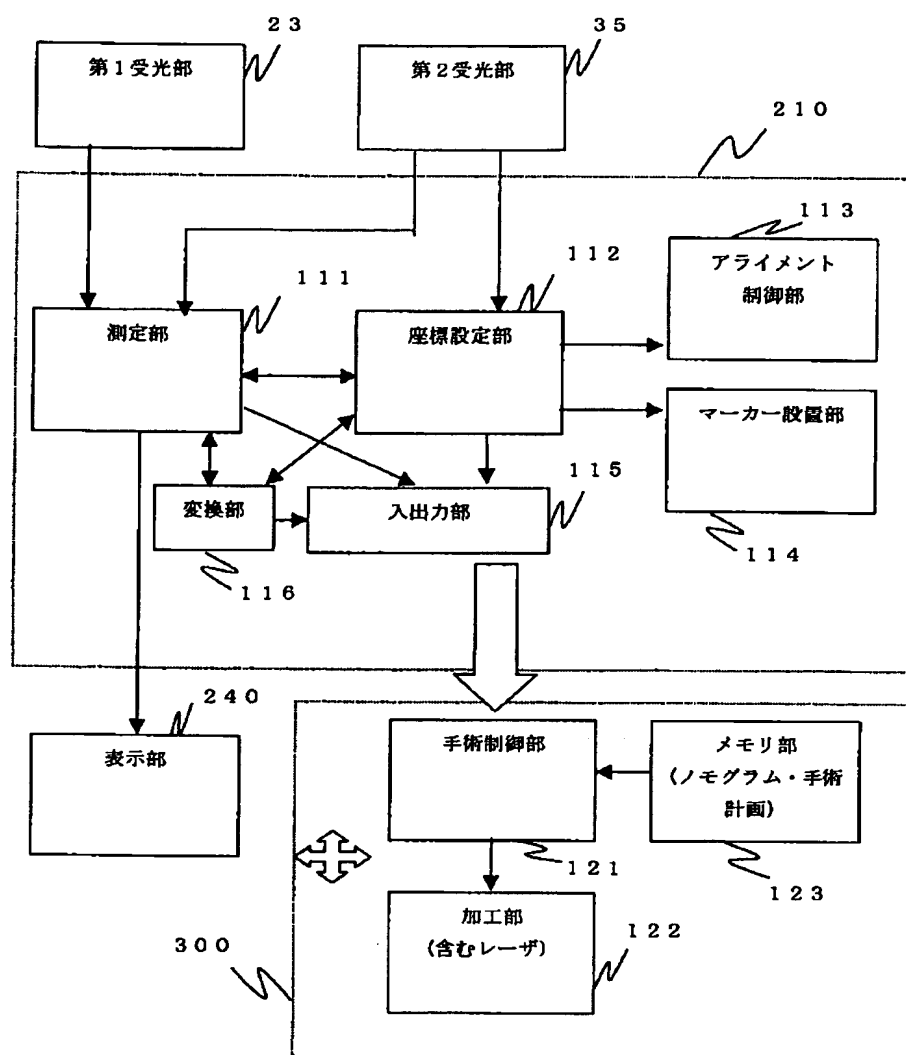 ２３
３５
第１受光部
第２受光部
２１０
１１３
アライメント
制御部
１１１
１１２
測定部
座標設定部
マーカー設置部
１１４
１１５
変換部
入出力部
１１６
２４０
表示部
手術制御部
メモリ部
(ノモグラム・手術
計画)
１２１
１２３
加工部
(含むレーザ)
１２２
３００